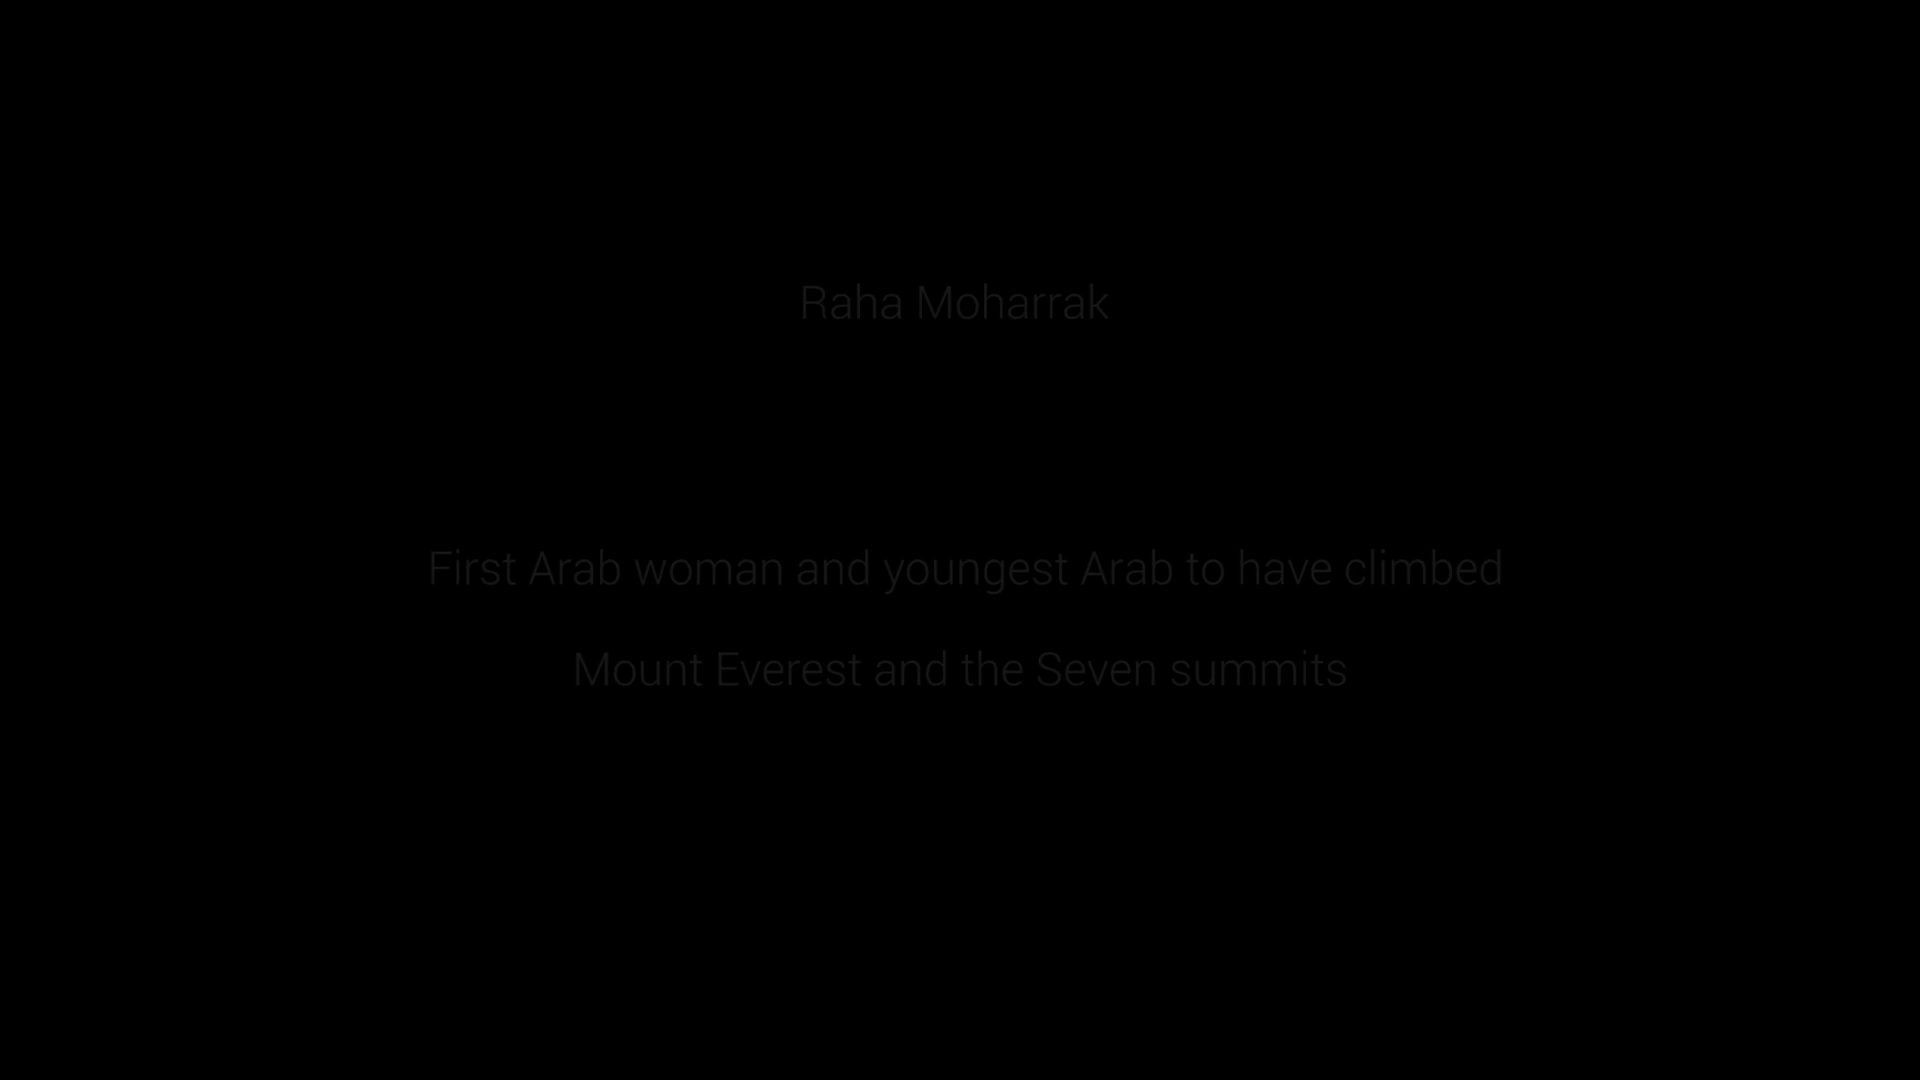 Raha Moharrak
First Arab woman and youngest Arab to have climbed
Mount Everest and the Seven summits